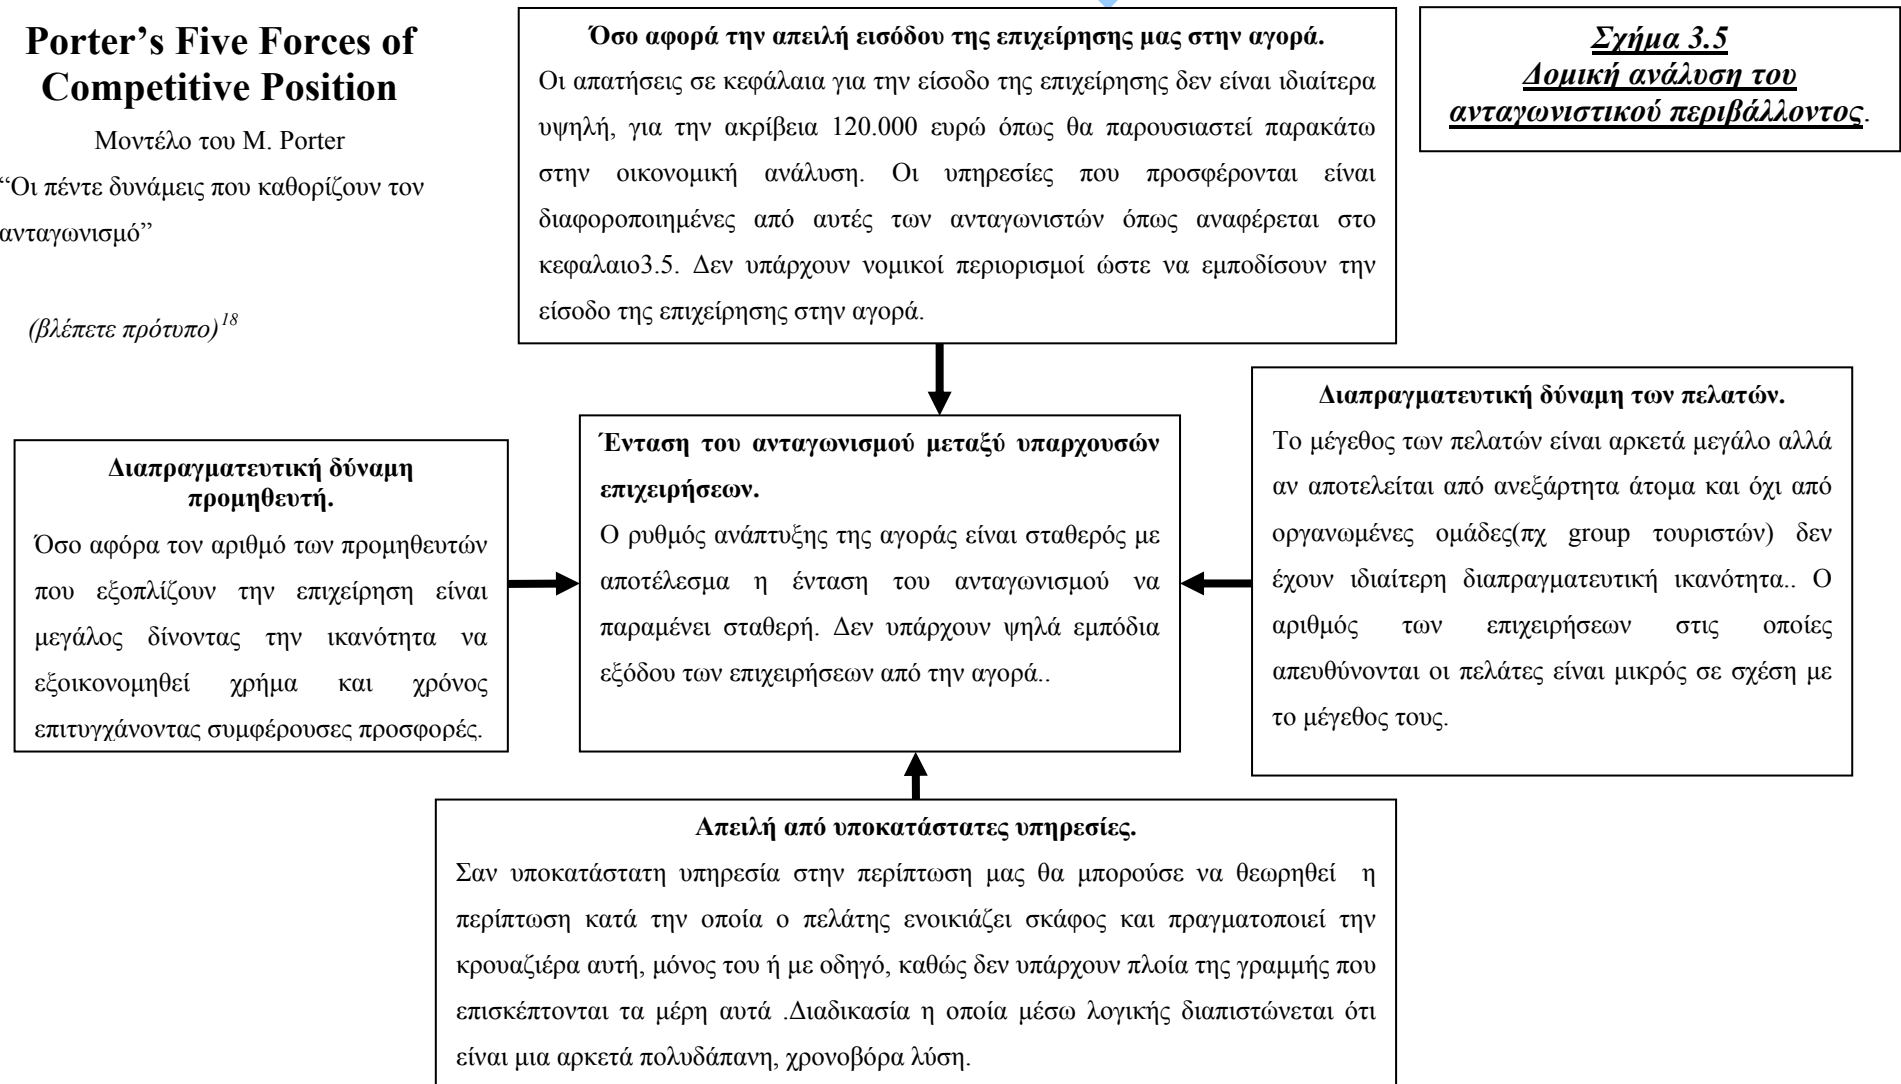 Porter’s Five Forces of
Competitive Position
Μοντέλο του M. Porter
“Οι πέντε δυνάμεις που καθορίζουν τον
ανταγωνισμό”
(βλέπετε πρότυπο)18
Όσο αφορά την απειλή εισόδου της επιχείρησης μας στην αγορά.
Οι απατήσεις σε κεφάλαια για την είσοδο της επιχείρησης δεν είναι ιδιαίτερα
υψηλή, για την ακρίβεια 120.000 ευρώ όπως θα παρουσιαστεί παρακάτω
στην οικονομική ανάλυση. Οι υπηρεσίες που προσφέρονται είναι
διαφοροποιημένες από αυτές των ανταγωνιστών όπως αναφέρεται στο
κεφαλαιο3.5. Δεν υπάρχουν νομικοί περιορισμοί ώστε να εμποδίσουν την
είσοδο της επιχείρησης στην αγορά.
Σχήμα 3.5
Δομική ανάλυση του
ανταγωνιστικού περιβάλλοντος.
Διαπραγματευτική δύναμη
προμηθευτή.
Όσο αφόρα τον αριθμό των προμηθευτών
που εξοπλίζουν την επιχείρηση είναι
μεγάλος δίνοντας την ικανότητα να
εξοικονομηθεί χρήμα και χρόνος
επιτυγχάνοντας συμφέρουσες προσφορές.
Ένταση του ανταγωνισμού μεταξύ υπαρχουσών
επιχειρήσεων.
Ο ρυθμός ανάπτυξης της αγοράς είναι σταθερός με
αποτέλεσμα η ένταση του ανταγωνισμού να
παραμένει σταθερή. Δεν υπάρχουν ψηλά εμπόδια
εξόδου των επιχειρήσεων από την αγορά..
Διαπραγματευτική δύναμη των πελατών.
Το μέγεθος των πελατών είναι αρκετά μεγάλο αλλά
αν αποτελείται από ανεξάρτητα άτομα και όχι από
οργανωμένες ομάδες(πχ group τουριστών) δεν
έχουν ιδιαίτερη διαπραγματευτική ικανότητα.. Ο
αριθμός των επιχειρήσεων στις οποίες
απευθύνονται οι πελάτες είναι μικρός σε σχέση με
το μέγεθος τους.
Απειλή από υποκατάστατες υπηρεσίες.
Σαν υποκατάστατη υπηρεσία στην περίπτωση μας θα μπορούσε να θεωρηθεί η
περίπτωση κατά την οποία ο πελάτης ενοικιάζει σκάφος και πραγματοποιεί την
κρουαζιέρα αυτή, μόνος του ή με οδηγό, καθώς δεν υπάρχουν πλοία της γραμμής που
επισκέπτονται τα μέρη αυτά .Διαδικασία η οποία μέσω λογικής διαπιστώνεται ότι
είναι μια αρκετά πολυδάπανη, χρονοβόρα λύση.